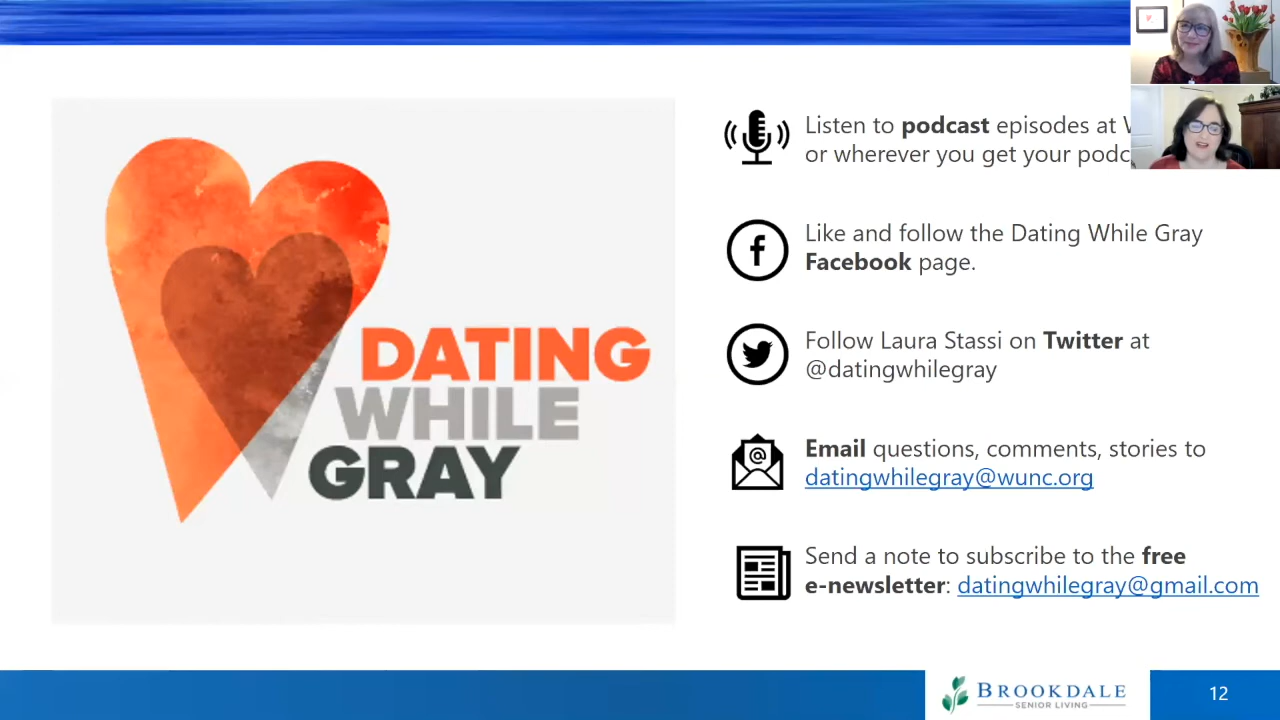 Listen to podcast episodes at
or wherever you get your
DATING
WHILE
GRAY
Like and follow the Dating While Gray
Facebook page.
Follow Laura Stassi on Twitter at
@datingwhilegray
Email questions, comments, stories to
datingwhilegray@wunc.org
Send a note to subscribe to the free
e-newsletter: datingwhilegray@gmail.com
BROOKDALE
SENIOR LIVING
12